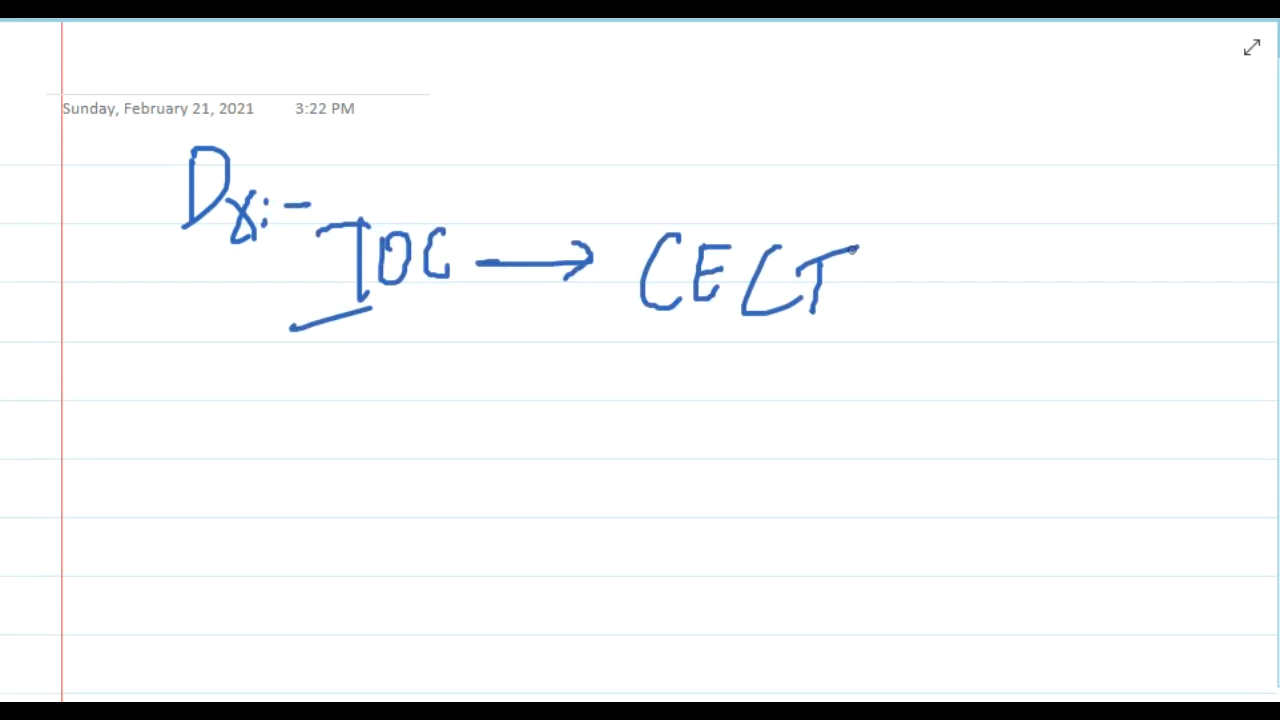 Sunday, February 21, 2021 3:22 PM
Dx:-
IOC → CECT